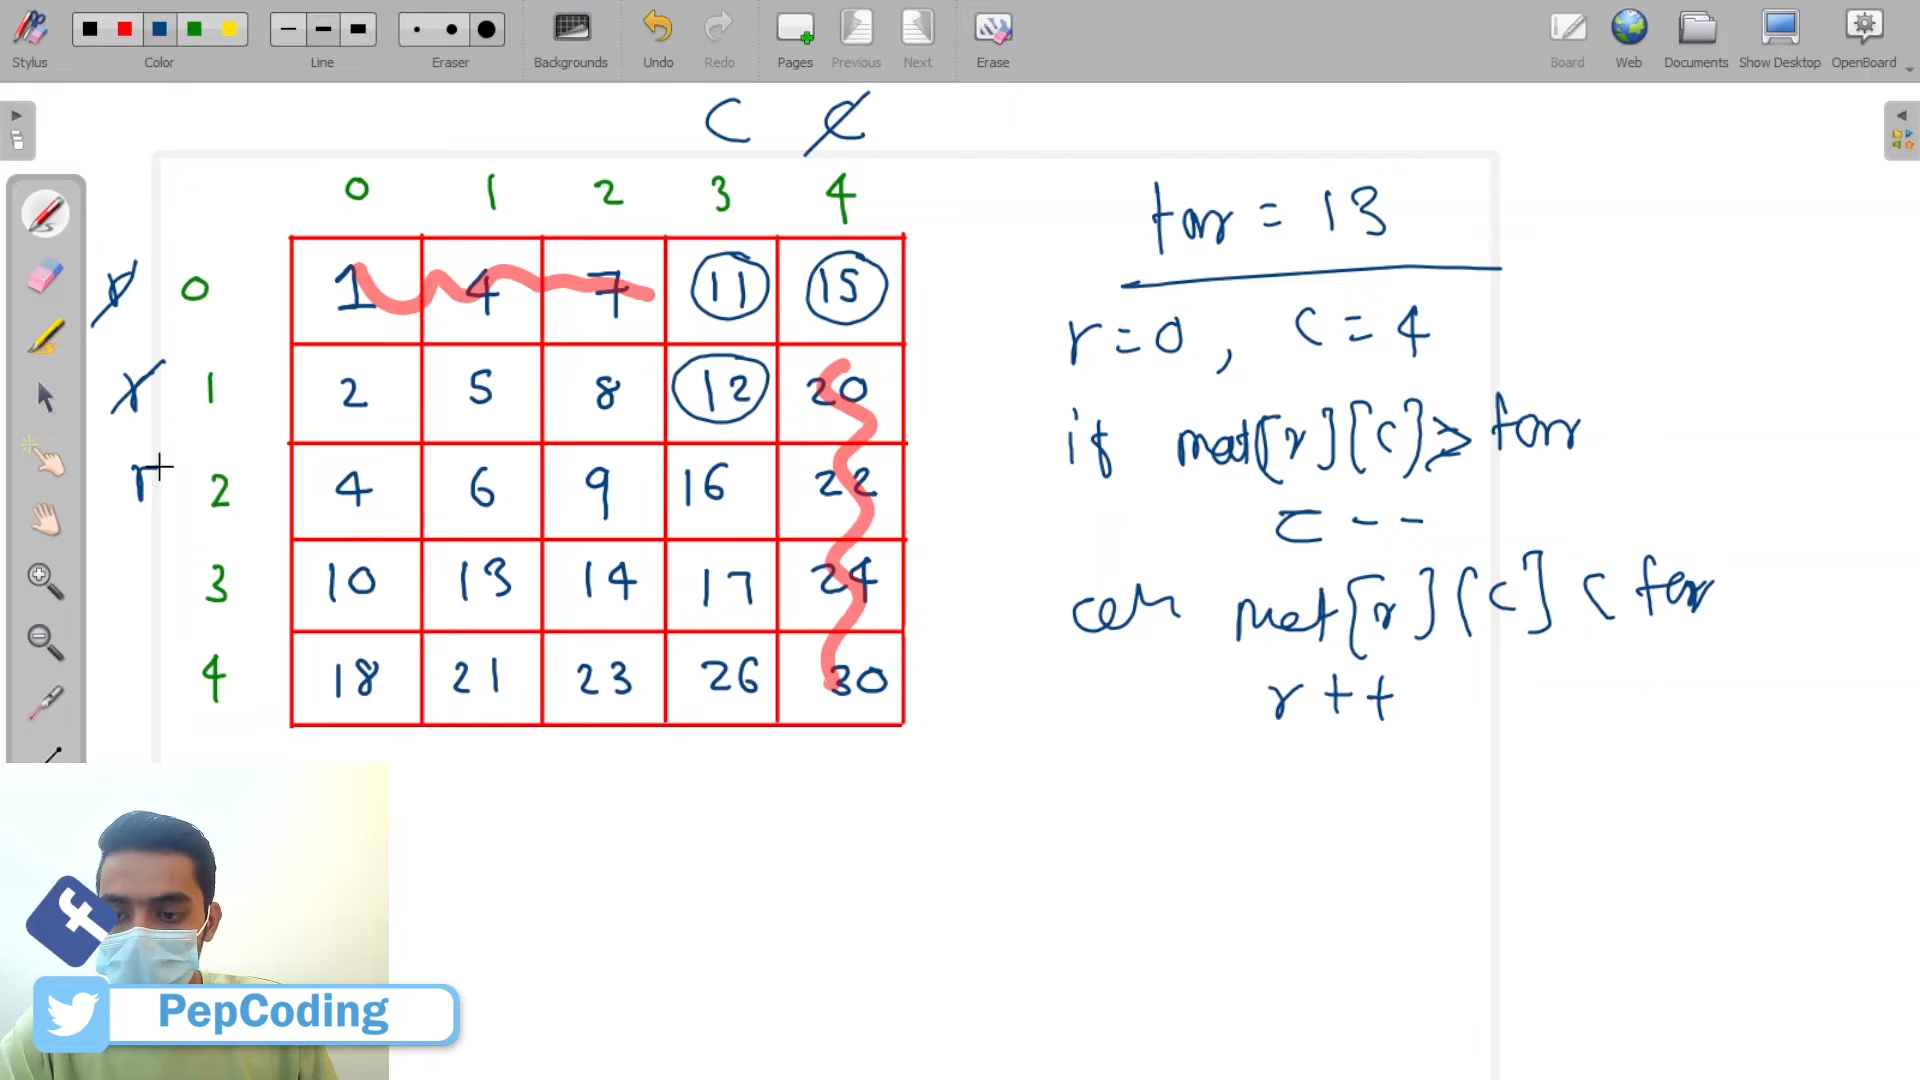 Stylus Color Line Eraser Backgrounds Undo Redo Pages Previous Next Erase Board Web Documents Show Desktop OpenBoard
C C
0 1 2 3 4
r 0 1 4 7 11 15
r 1 2 5 8 12 20
r 2 4 6 9 16 22
3 10 13 14 17 24
4 18 21 23 26 30
tar = 13
r=0, c=4
if mat[r][c] > tar
c--
mat[r][c] < tar
r++
f
PepCoding